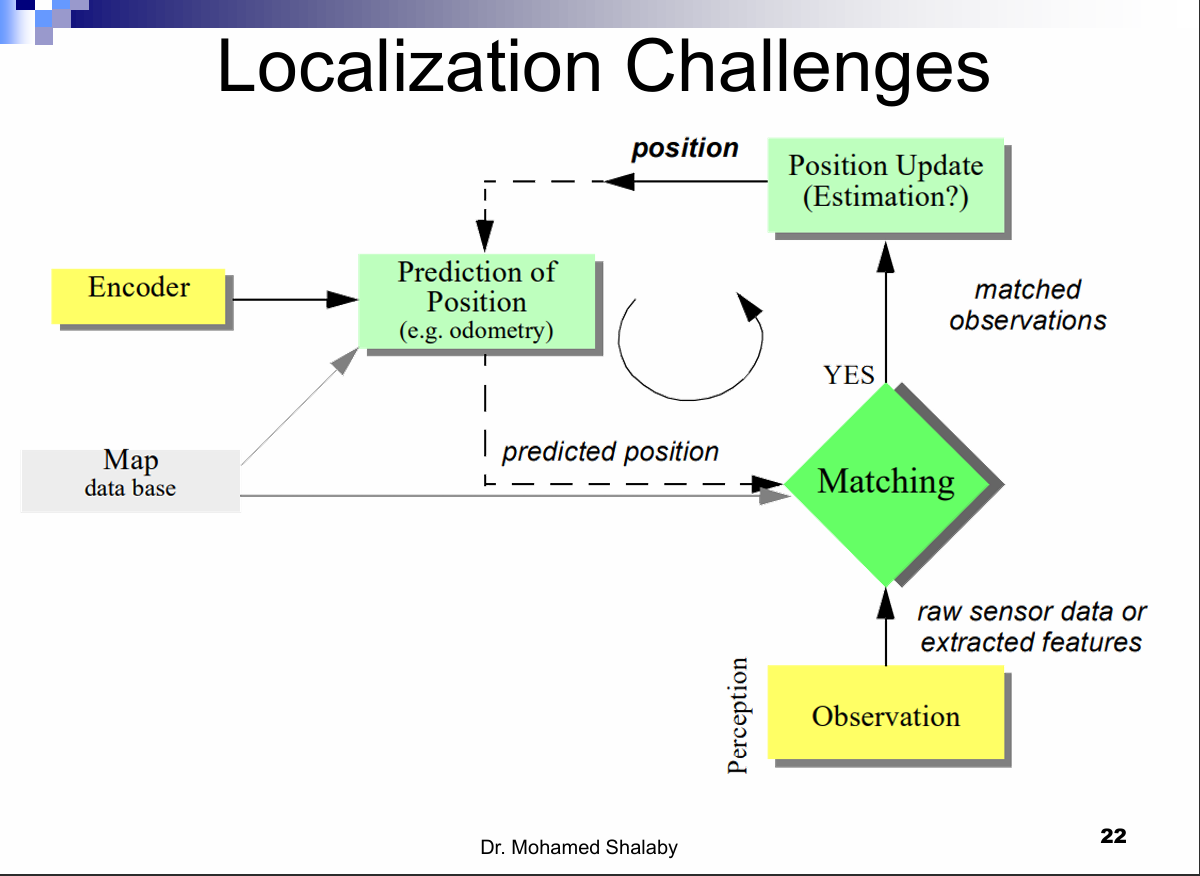 Localization Challenges
position
Position Update
(Estimation?)
Encoder
Prediction of
Position
(e.g. odometry)
matched
observations
YES
Map
data base
predicted position
Matching
raw sensor data or
extracted features
Perception
Observation
Dr. Mohamed Shalaby
22